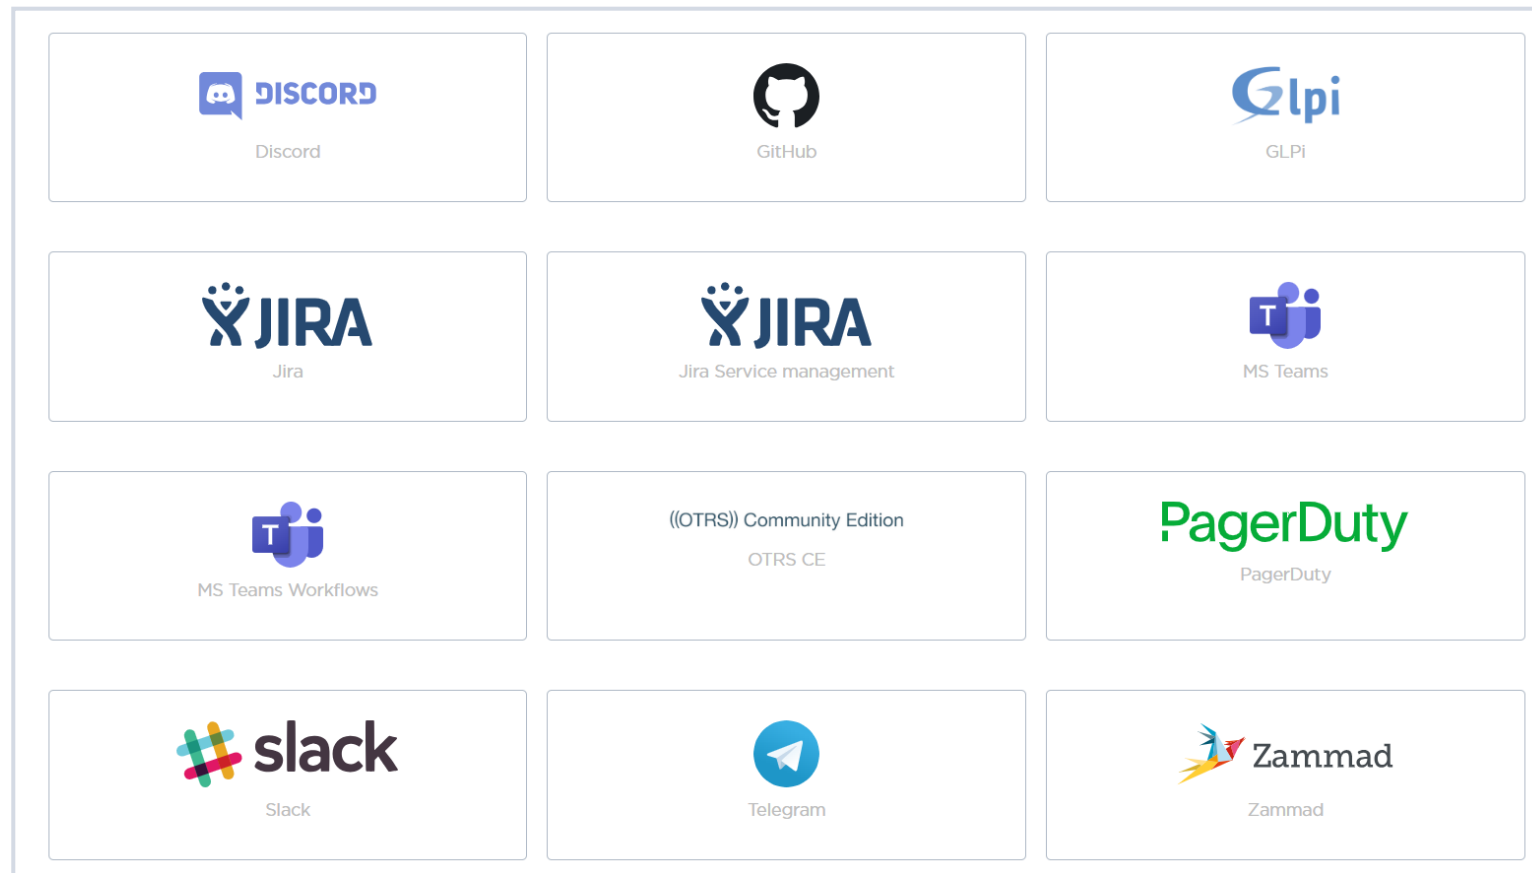 DISCORD
Discord
GitHub
Glpi
GLPi
JIRA
Jira
JIRA
Jira Service management
T
MS Teams
T
MS Teams Workflows
((OTRS)) Community Edition
OTRS CE
PagerDuty
PagerDuty
slack
Slack
Telegram
Zammad
Zammad